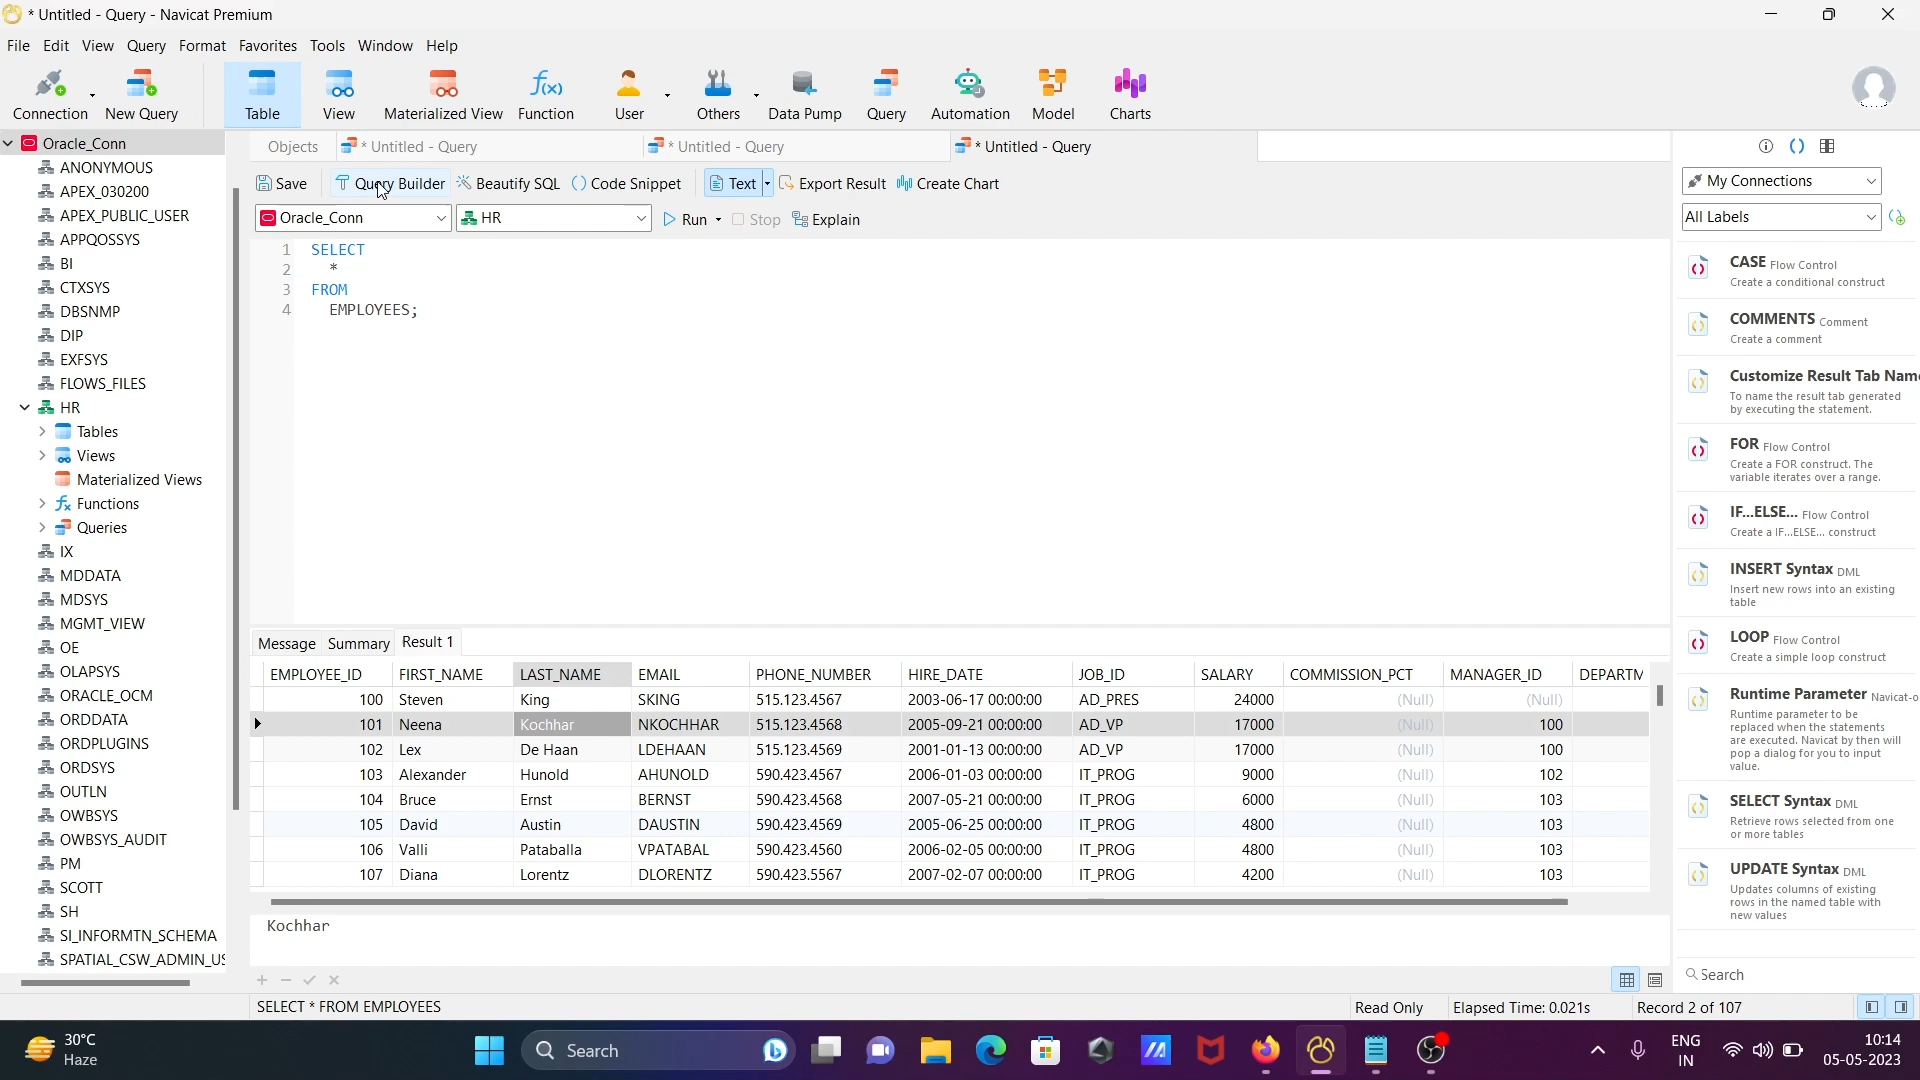 * Untitled - Query - Navicat Premium
File Edit View Query Format Favorites Tools Window Help
Connection New Query Table View Materialized View Function User Others Data Pump Query Automation Model Charts
Oracle_Conn
ANONYMOUS
APEX_030200
APEX_PUBLIC_USER
APPQOSSYS
BI
CTXSYS
DBSNMP
DIP
EXFSYS
FLOWS_FILES
HR
Tables
Views
Materialized Views
Functions
Queries
IX
MDDATA
MDSYS
MGMT_VIEW
OE
OLAPSYS
ORACLE_OCM
ORDDATA
ORDPLUGINS
ORDSYS
OUTLN
OWBSYS
OWBSYS_AUDIT
PM
SCOTT
SH
SI_INFORMTN_SCHEMA
SPATIAL_CSW_ADMIN_US
Objects * Untitled - Query * Untitled - Query * Untitled - Query
Save Query Builder Beautify SQL Code Snippet Text Export Result Create Chart
Oracle_Conn HR Run Stop Explain
1 SELECT
2 *
3 FROM
4 EMPLOYEES;
Message Summary Result 1
EMPLOYEE_ID FIRST_NAME LAST_NAME EMAIL PHONE_NUMBER HIRE_DATE JOB_ID SALARY COMMISSION_PCT MANAGER_ID DEPARTM
100 Steven King SKING 515.123.4567 2003-06-17 00:00:00 AD_PRES 24000 (Null) (Null)
101 Neena Kochhar NKOCHHAR 515.123.4568 2005-09-21 00:00:00 AD_VP 17000 (Null) 100
102 Lex De Haan LDEHAAN 515.123.4569 2001-01-13 00:00:00 AD_VP 17000 (Null) 100
103 Alexander Hunold AHUNOLD 590.423.4567 2006-01-03 00:00:00 IT_PROG 9000 (Null) 102
104 Bruce Ernst BERNST 590.423.4568 2007-05-21 00:00:00 IT_PROG 6000 (Null) 103
105 David Austin DAUSTIN 590.423.4569 2005-06-25 00:00:00 IT_PROG 4800 (Null) 103
106 Valli Pataballa VPATABAL 590.423.4560 2006-02-05 00:00:00 IT_PROG 4800 (Null) 103
107 Diana Lorentz DLORENTZ 590.423.5567 2007-02-07 00:00:00 IT_PROG 4200 (Null) 103
Kochhar
SELECT * FROM EMPLOYEES Read Only Elapsed Time: 0.021s Record 2 of 107
My Connections
All Labels
CASE Flow Control
Create a conditional construct
COMMENTS Comment
Create a comment
Customize Result Tab Name
To name the result tab generated
by executing the statement.
FOR Flow Control
Create a FOR construct. The
variable iterates over a range.
IF...ELSE... Flow Control
Create a IF...ELSE... construct
INSERT Syntax DML
Insert new rows into an existing
table
LOOP Flow Control
Create a simple loop construct
Runtime Parameter Navicat-o
Runtime parameter to be
replaced when the statements
are executed. Navicat by then will
pop a dialog for you to input
value.
SELECT Syntax DML
Retrieve rows selected from one
or more tables
UPDATE Syntax DML
Updates columns of existing
rows in the named table with
new values
Search
30°C
Haze
Search
ENG
IN
10:14
05-05-2023